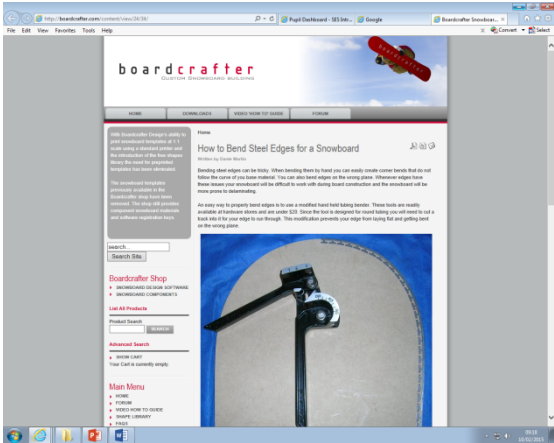 http://boardcrafter.com/content/view/24/34/
Pupil Dashboard - SES Intr...
Google
Boardcrafter Snowboar...
File Edit View Favorites Tools Help
Convert
Select
boardcrafter
CUSTOM SNOWBOARD BUILDING
HOME
DOWNLOADS
VIDEO HOW TO GUIDE
FORUM
With Boardcrafter Design's ability to
print snowboard templates at 1:1
scale using a standard printer and
the introduction of the free shapes
library the need for preprinted
templates has been eliminated.
The snowboard templates
previously available in the
Boardcrafter shop have been
removed. The shop still provides
component snowboard materials
and software registration keys
search...
Search Site
Boardcrafter Shop
SNOWBOARD DESIGN SOFTWARE
SNOWBOARD COMPONENTS
List All Products
Product Search
SEARCH
Advanced Search
SHOW CART
Your Cart is currently empty.
Main Menu
HOME
FORUM
VIDEO HOW TO GUIDE
SHAPE LIBRARY
FAQS
Home
How to Bend Steel Edges for a Snowboard
Written by
Bending steel edges can be tricky. When bending them by hand you can easily create corner bends that do not
follow the curve of you base material. You can also bend edges on the wrong plane. Whenever edges have
these issues your snowboard will be difficult to work with during board construction and the snowboard will be
more prone to delaminating.
An easy way to properly bend edges is to use a modified hand held tubing bender. These tools are readily
available at hardware stores and are under $20. Since the tool is designed for round tubing you will need to cut a
track into it for your edge to run through. This modification prevents your edge from laying flat and getting bent
on the wrong plane.
09:18
10/02/2013